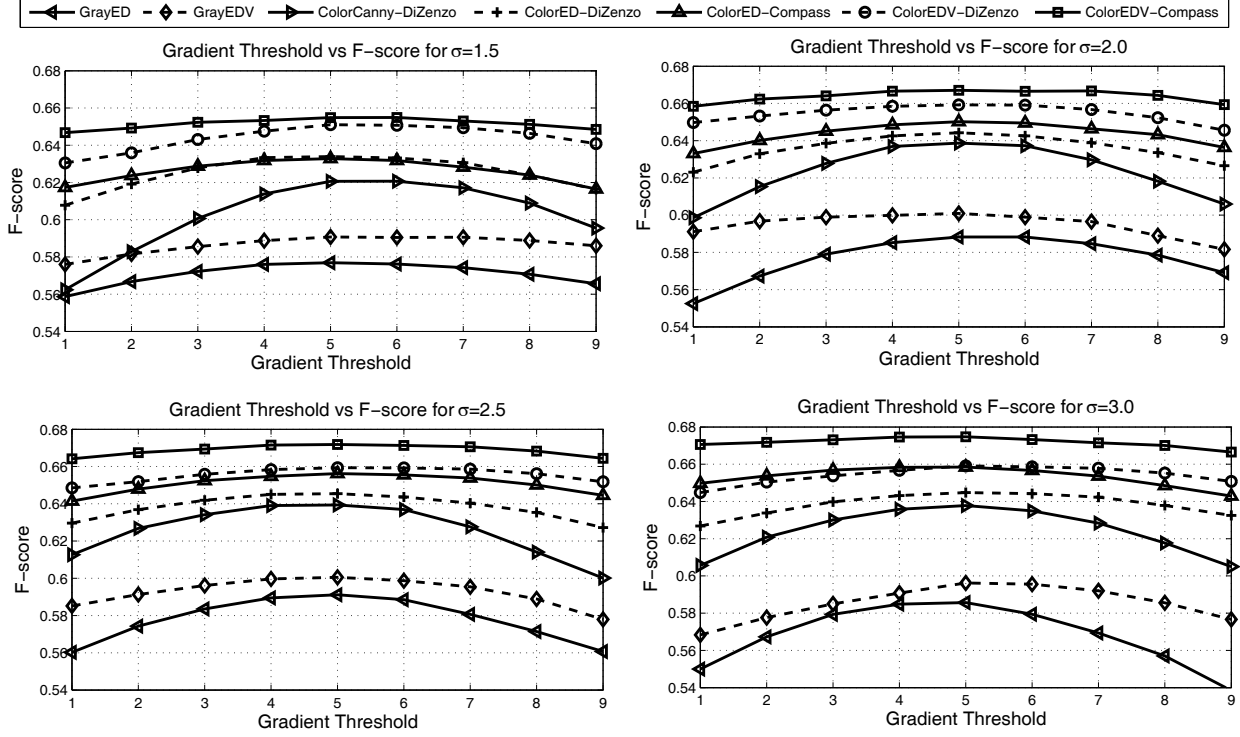 GrayED GrayEDV ColorCanny−DiZenzo ColorED−DiZenzo ColorED−Compass ColorEDV−DiZenzo ColorEDV−Compass
Gradient Threshold vs F−score for σ=1.5
0.68
0.66
0.64
0.62
0.6
0.58
0.56
0.54
F−score
1 2 3 4 5 6 7 8 9
Gradient Threshold
Gradient Threshold vs F−score for σ=2.0
0.68
0.66
0.64
0.62
0.6
0.58
0.56
0.54
F−score
1 2 3 4 5 6 7 8 9
Gradient Threshold
Gradient Threshold vs F−score for σ=2.5
0.68
0.66
0.64
0.62
0.6
0.58
0.56
0.54
F−score
1 2 3 4 5 6 7 8 9
Gradient Threshold
Gradient Threshold vs F−score for σ=3.0
0.68
0.66
0.64
0.62
0.6
0.58
0.56
0.54
F−score
1 2 3 4 5 6 7 8 9
Gradient Threshold